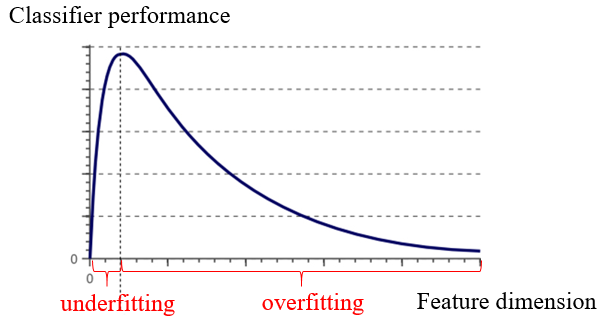 Classifier performance
0
0
underfitting
overfitting
Feature dimension